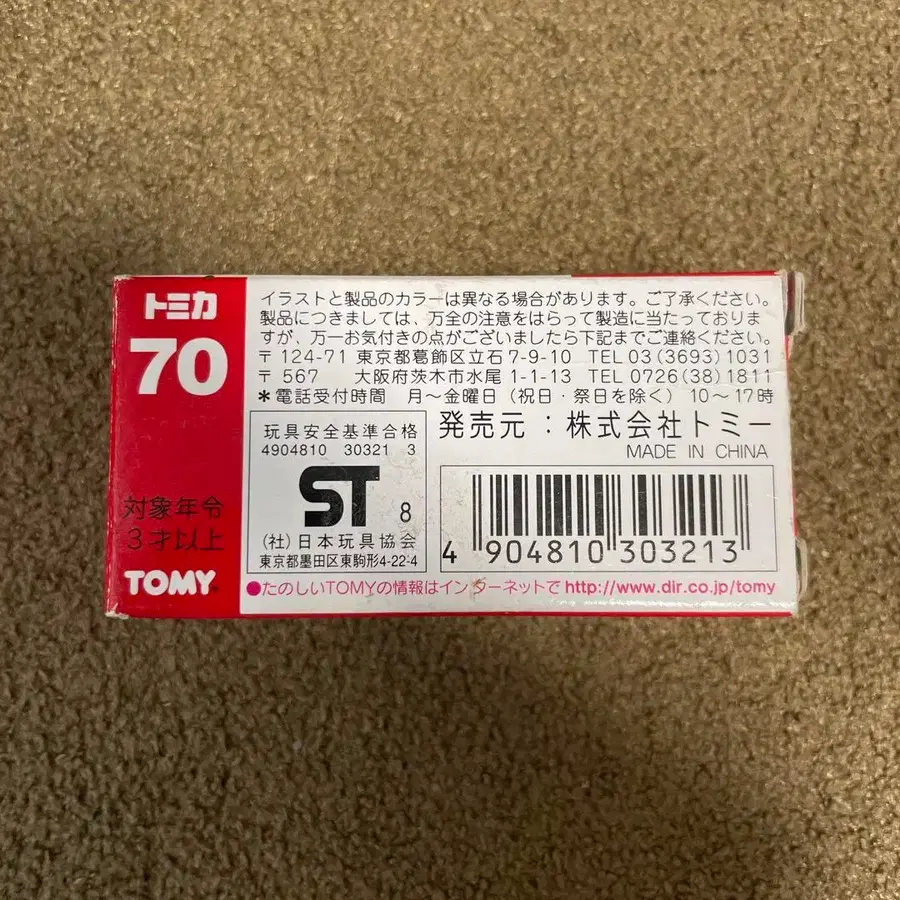 トミカ
70
対象年令
3才以上
TOMY
イラストと製品のカラーは異なる場合があります。ご了承ください。
製品につきましては、万全の注意をはらって製造に当たっておりま
すが、万一お気付きの点がございましたら下記までご連絡ください。
〒124-71 東京都葛飾区立石7-9-10 TEL 03(3693)1031
〒567 大阪府茨木市水尾1-1-13 TEL 0726(38)1811
*電話受付時間 月～金曜日(祝日・祭日を除く) 10～17時
玩具安全基準合格
4904810 30321 3
ST 8
(社)日本玩具協会
東京都墨田区東駒形4-22-4
発売元:株式会社トミー
MADE IN CHINA
4 904810 303213
●たのしいTOMYの情報はインターネットで http://www.dir.co.jp/tomy